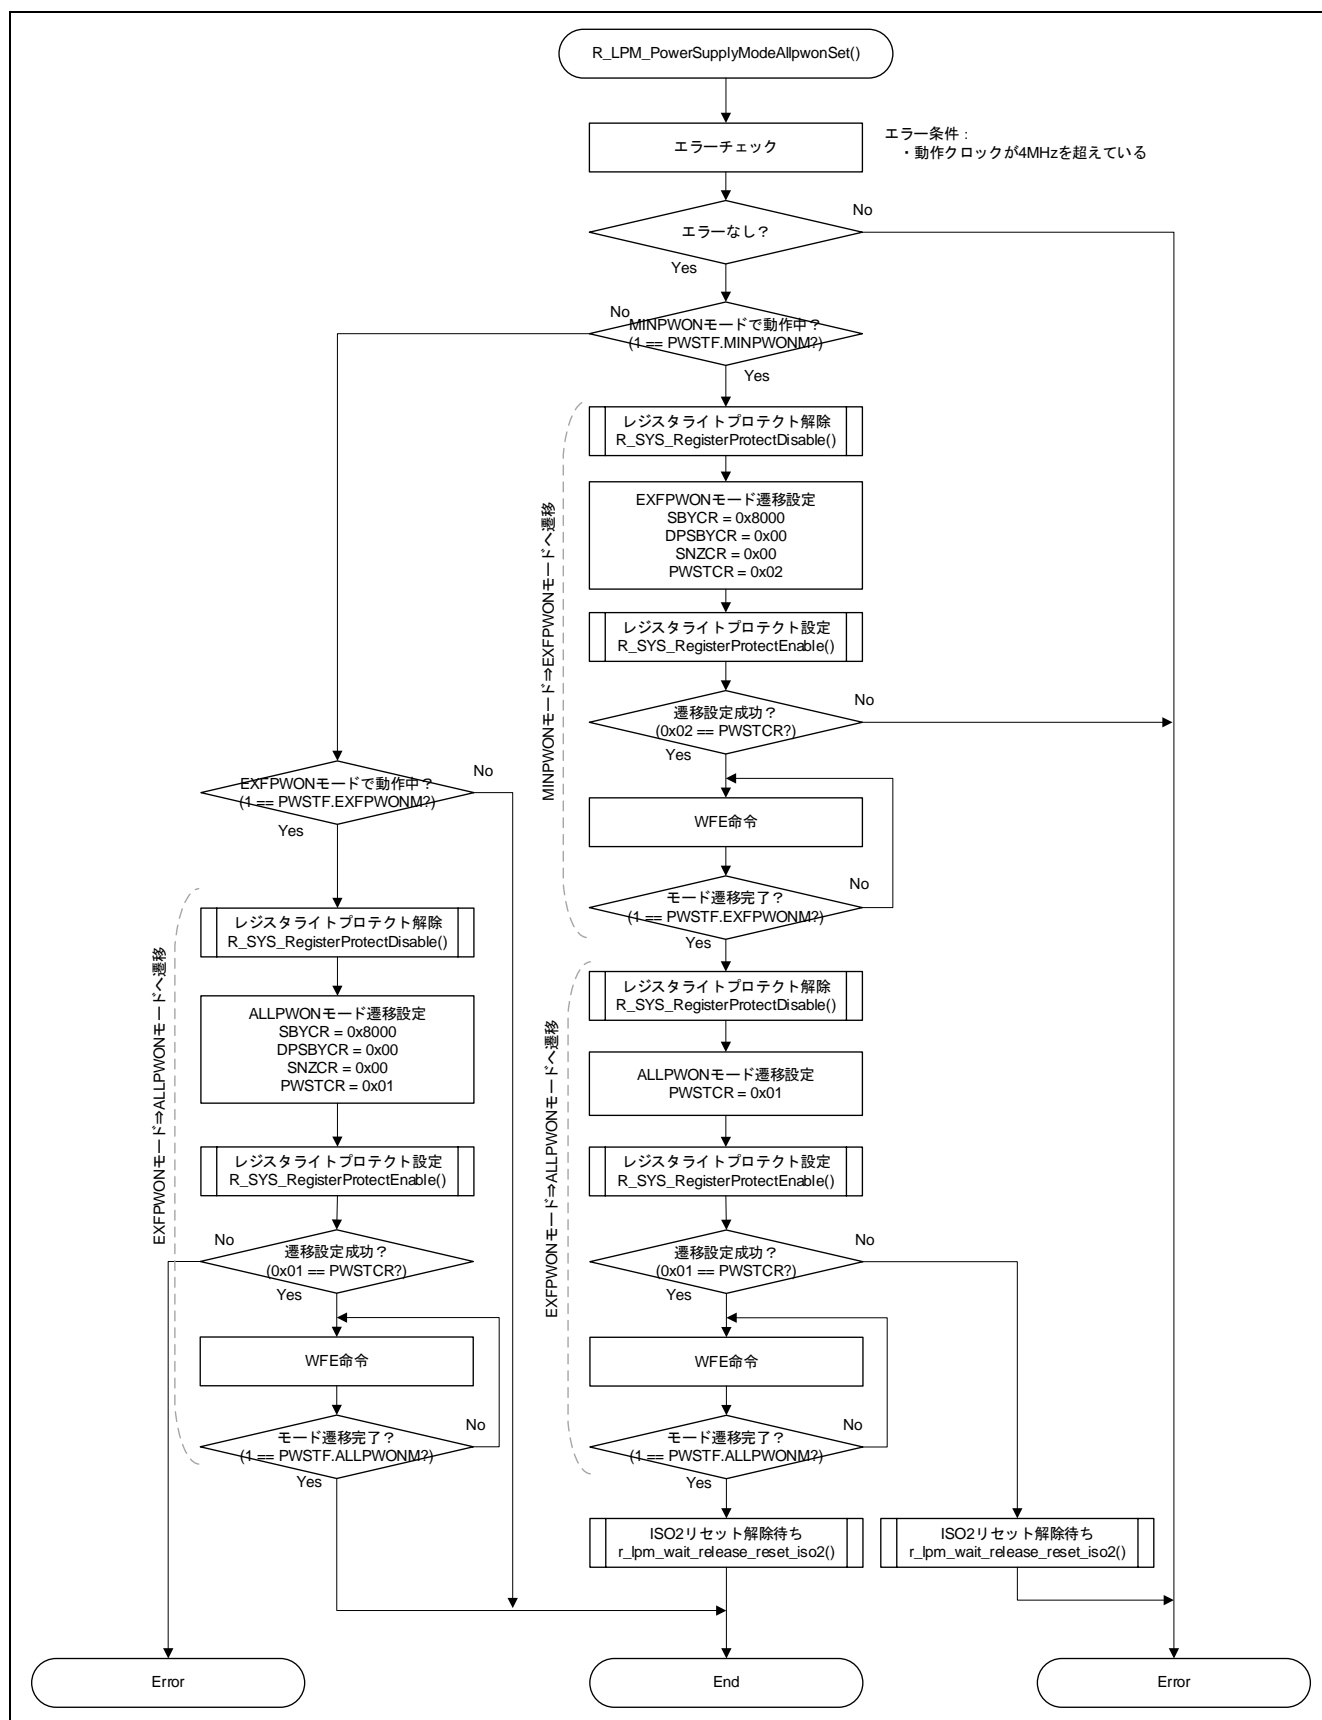 R_LPM_PowerSupplyModeAllpwonSet()
エラーチェック
エラー条件：
・動作クロックが4MHzを超えている
エラーなし？
No
Yes
No
MINPWONモードで動作中？
(1 == PWSTF.MINPWONM?)
Yes
レジスタライトプロテクト解除
R_SYS_RegisterProtectDisable()
EXFPWONモード遷移設定
SBYCR = 0x8000
DPSBYCR = 0x00
SNZCR = 0x00
PWSTCR = 0x02
レジスタライトプロテクト設定
R_SYS_RegisterProtectEnable()
MINPWONモード⇒EXFPWONモードへ遷移
遷移設定成功？
(0x02 == PWSTCR?)
No
Yes
WFE命令
モード遷移完了？
(1 == PWSTF.EXFPWONM?)
No
Yes
EXFPWONモードで動作中？
(1 == PWSTF.EXFPWONM?)
No
Yes
レジスタライトプロテクト解除
R_SYS_RegisterProtectDisable()
ALLPWONモード遷移設定
SBYCR = 0x8000
DPSBYCR = 0x00
SNZCR = 0x00
PWSTCR = 0x01
レジスタライトプロテクト設定
R_SYS_RegisterProtectEnable()
EXFPWONモード⇒ALLPWONモードへ遷移
No
遷移設定成功？
(0x01 == PWSTCR?)
Yes
WFE命令
モード遷移完了？
(1 == PWSTF.ALLPWONM?)
No
Yes
レジスタライトプロテクト解除
R_SYS_RegisterProtectDisable()
ALLPWONモード遷移設定
PWSTCR = 0x01
レジスタライトプロテクト設定
R_SYS_RegisterProtectEnable()
EXFPWONモード⇒ALLPWONモードへ遷移
遷移設定成功？
(0x01 == PWSTCR?)
No
Yes
WFE命令
モード遷移完了？
(1 == PWSTF.ALLPWONM?)
No
Yes
ISO2リセット解除待ち
r_lpm_wait_release_reset_iso2()
ISO2リセット解除待ち
r_lpm_wait_release_reset_iso2()
Error
End
Error